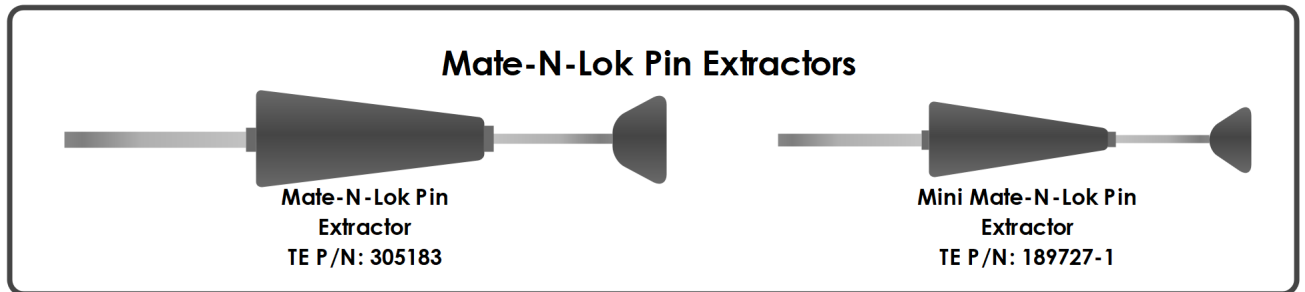 Mate-N-Lok Pin Extractors
Mate-N-Lok Pin
Extractor
TE P/N: 305183
Mini Mate-N-Lok Pin
Extractor
TE P/N: 189727-1